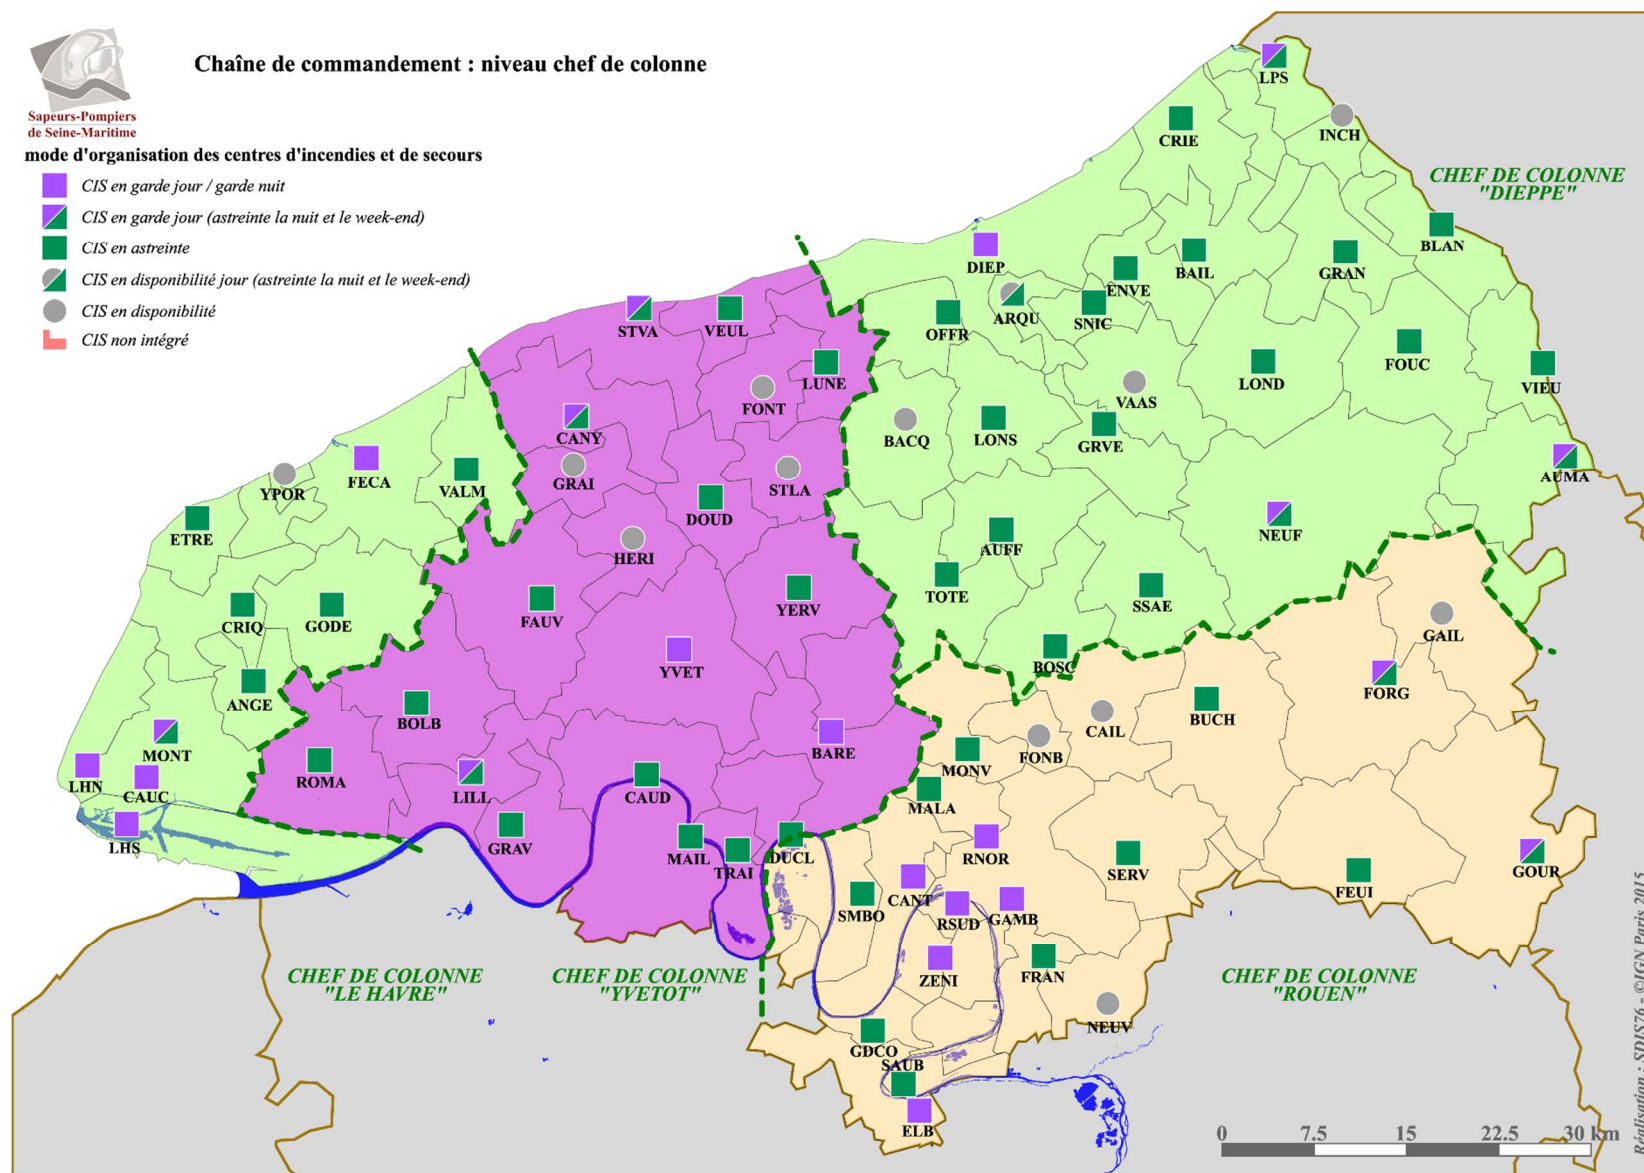 Chaîne de commandement : niveau chef de colonne
Sapeurs-Pompiers
de Seine-Maritime
mode d'organisation des centres d'incendies et de secours
CIS en garde jour / garde nuit
CIS en garde jour (astreinte la nuit et le week-end)
CIS en astreinte
CIS en disponibilité jour (astreinte la nuit et le week-end)
CIS en disponibilité
CIS non intégré
LPS
CRIE
INCH
CHEF DE COLONNE
"DIEPPE"
BLAN
DIEP
BAIL
GRAN
ENVE
ARQU
SNIC
OFFR
STVA
VEUL
LUNE
FONT
LOND
FOUC
VIEU
VAAS
CANY
BACQ
LONS
GRVE
GRAI
STLA
AUMA
YPOR
FECA
VALM
DOUD
NEUF
ETRE
HERI
AUFF
TOTE
SSAE
CRIQ
GODE
FAUV
YERV
GAIL
BOSC
YVET
FORG
ANGE
BOLB
BUCH
CAIL
MONT
BARE
FONB
MONV
LHN
CAUC
ROMA
LILL
CAUD
MALA
LHS
GRAV
MAIL
TRAI
DUCL
RNOR
SERV
GOUR
FEUI
SMBO
CANT
RSUD
GAMB
ZENI
FRAN
CHEF DE COLONNE
"LE HAVRE"
CHEF DE COLONNE
"YVETOT"
CHEF DE COLONNE
"ROUEN"
NEUV
GDCO
SAUB
ELB
0 7.5 15 22.5 30 km
Réalisation : SDIS76 - ©IGN Paris 2015